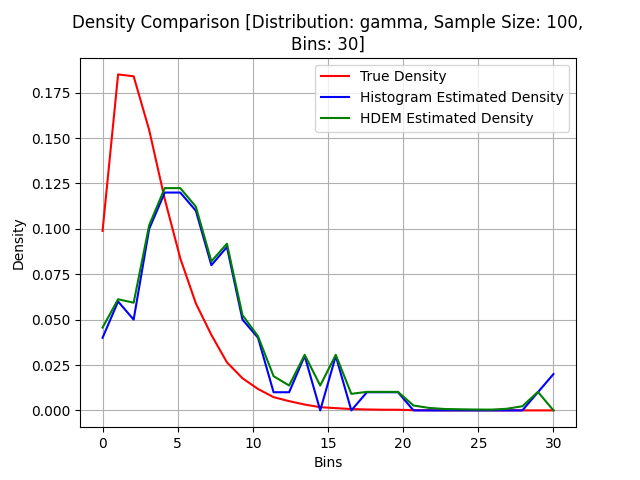 Density Comparison [Distribution: gamma, Sample Size: 100,
Bins: 30]
True Density
Histogram Estimated Density
HDEM Estimated Density
Density
0.175
0.150
0.125
0.100
0.075
0.050
0.025
0.000
0 5 10 15 20 25 30
Bins